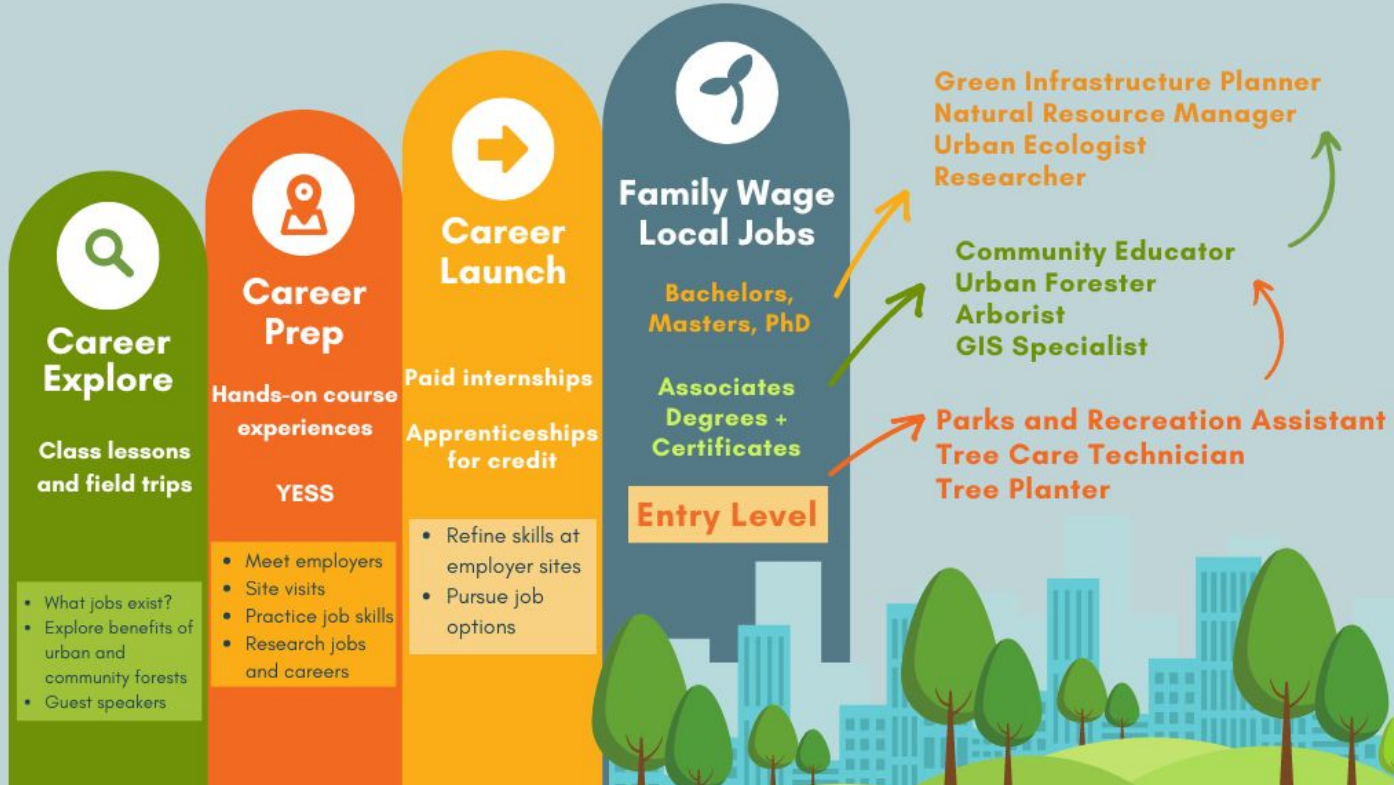 Career
Explore
Class lessons
and field trips
• What jobs exist?
• Explore benefits of
urban and
community forests
• Guest speakers
Career
Prep
Hands-on course
experiences
YESS
• Meet employers
• Site visits
• Practice job skills
• Research jobs
and careers
Career
Launch
Paid internships
Apprenticeships
for credit
• Refine skills at
employer sites
• Pursue job
options
Family Wage
Local Jobs
Bachelors,
Masters, PhD
Associates
Degrees +
Certificates
Entry Level
Green Infrastructure Planner
Natural Resource Manager
Urban Ecologist
Researcher
Community Educator
Urban Forester
Arborist
GIS Specialist
Parks and Recreation Assistant
Tree Care Technician
Tree Planter